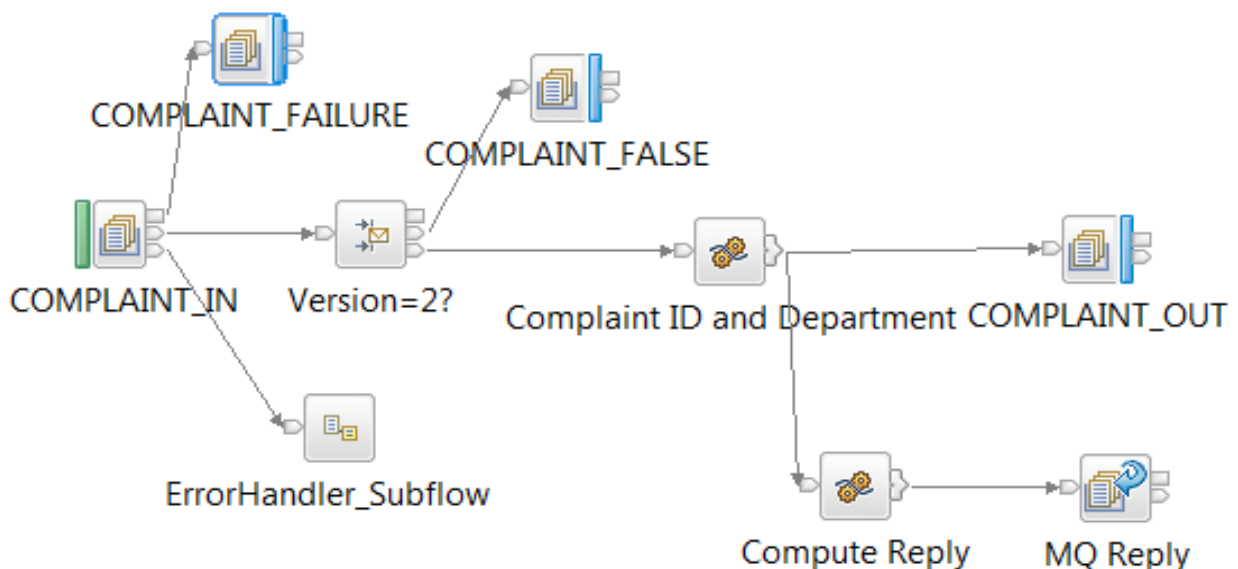 COMPLAINT_FAILURE
COMPLAINT_FALSE
COMPLAINT_IN
Version=2?
Complaint ID and Department
COMPLAINT_OUT
ErrorHandler_Subflow
Compute Reply
MQ Reply